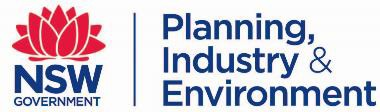 NSW
GOVERNMENT
Planning,
Industry &
Environment